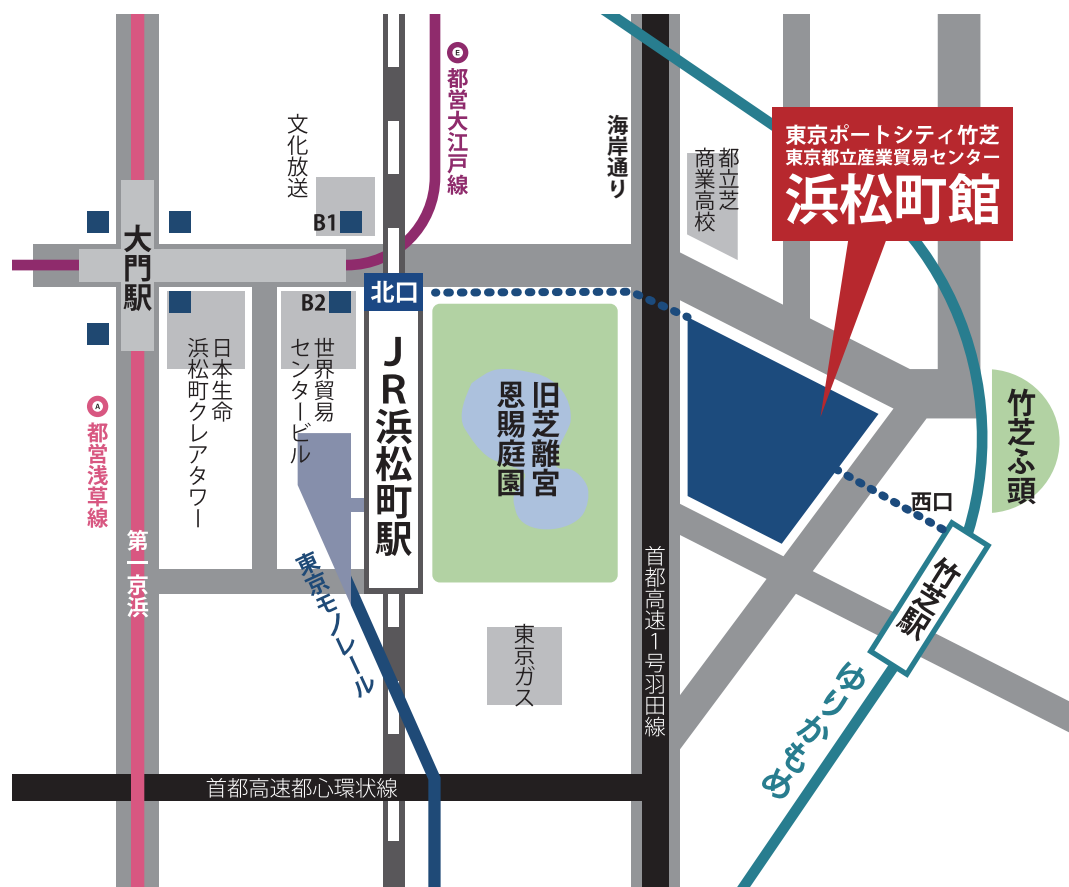 E
都営大江戸線
文化放送
海岸通り
都立芝
商業高校
東京ポートシティ竹芝
東京都立産業貿易センター
浜松町館
B1
大門駅
北口
B2
JR浜松町駅
日本生命
浜松町クレアタワー
世界貿易
センタービル
旧芝離宮
恩賜庭園
竹芝ふ頭
A
都営浅草線
西口
第一京浜
東京モノレール
首都高速1号羽田線
竹芝駅
東京ガス
ゆりかもめ
首都高速都心環状線